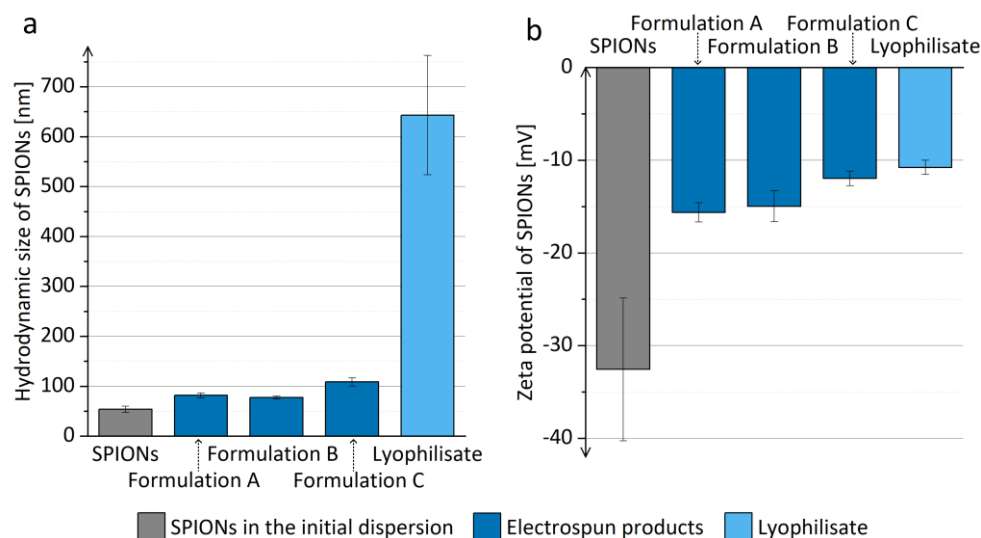 a
Hydrodynamic size of SPIONs [nm]
700
600
500
400
300
200
100
0
SPIONs
Formulation B
Lyophilisate
Formulation A
Formulation C
b
Formulation A
Formulation C
SPIONs
Formulation B
Lyophilisate
Zeta potential of SPIONs [mV]
0
-10
-20
-30
-40
SPIONs in the initial dispersion
Electrospun products
Lyophilisate